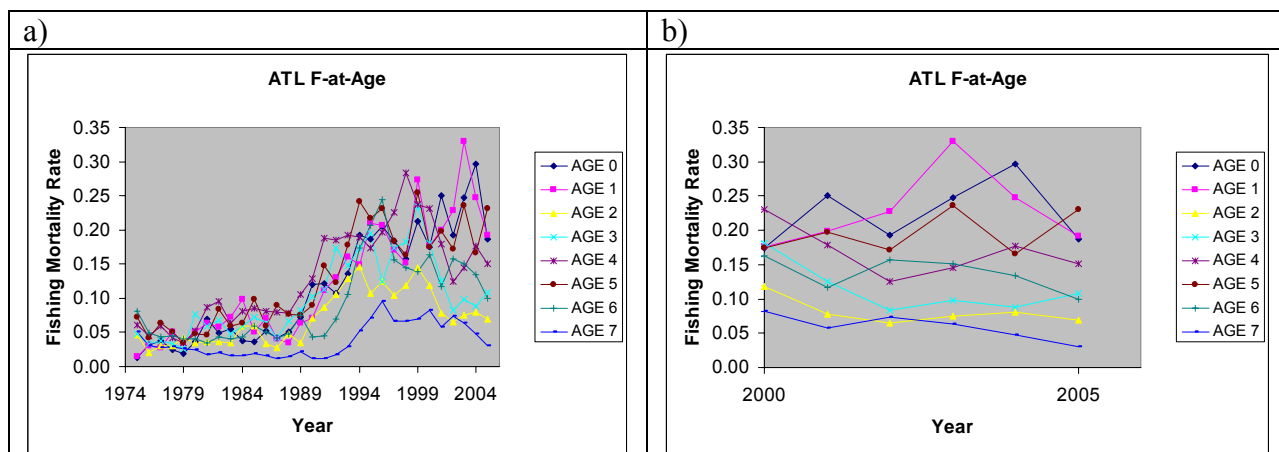 a)
b)
ATL F-at-Age
Fishing Mortality Rate
0.35
0.30
0.25
0.20
0.15
0.10
0.05
0.00
1974 1979 1984 1989 1994 1999 2004
Year
AGE 0
AGE 1
AGE 2
AGE 3
AGE 4
AGE 5
AGE 6
AGE 7
ATL F-at-Age
Fishing Mortality Rate
0.35
0.30
0.25
0.20
0.15
0.10
0.05
0.00
2000 2005
Year
AGE 0
AGE 1
AGE 2
AGE 3
AGE 4
AGE 5
AGE 6
AGE 7